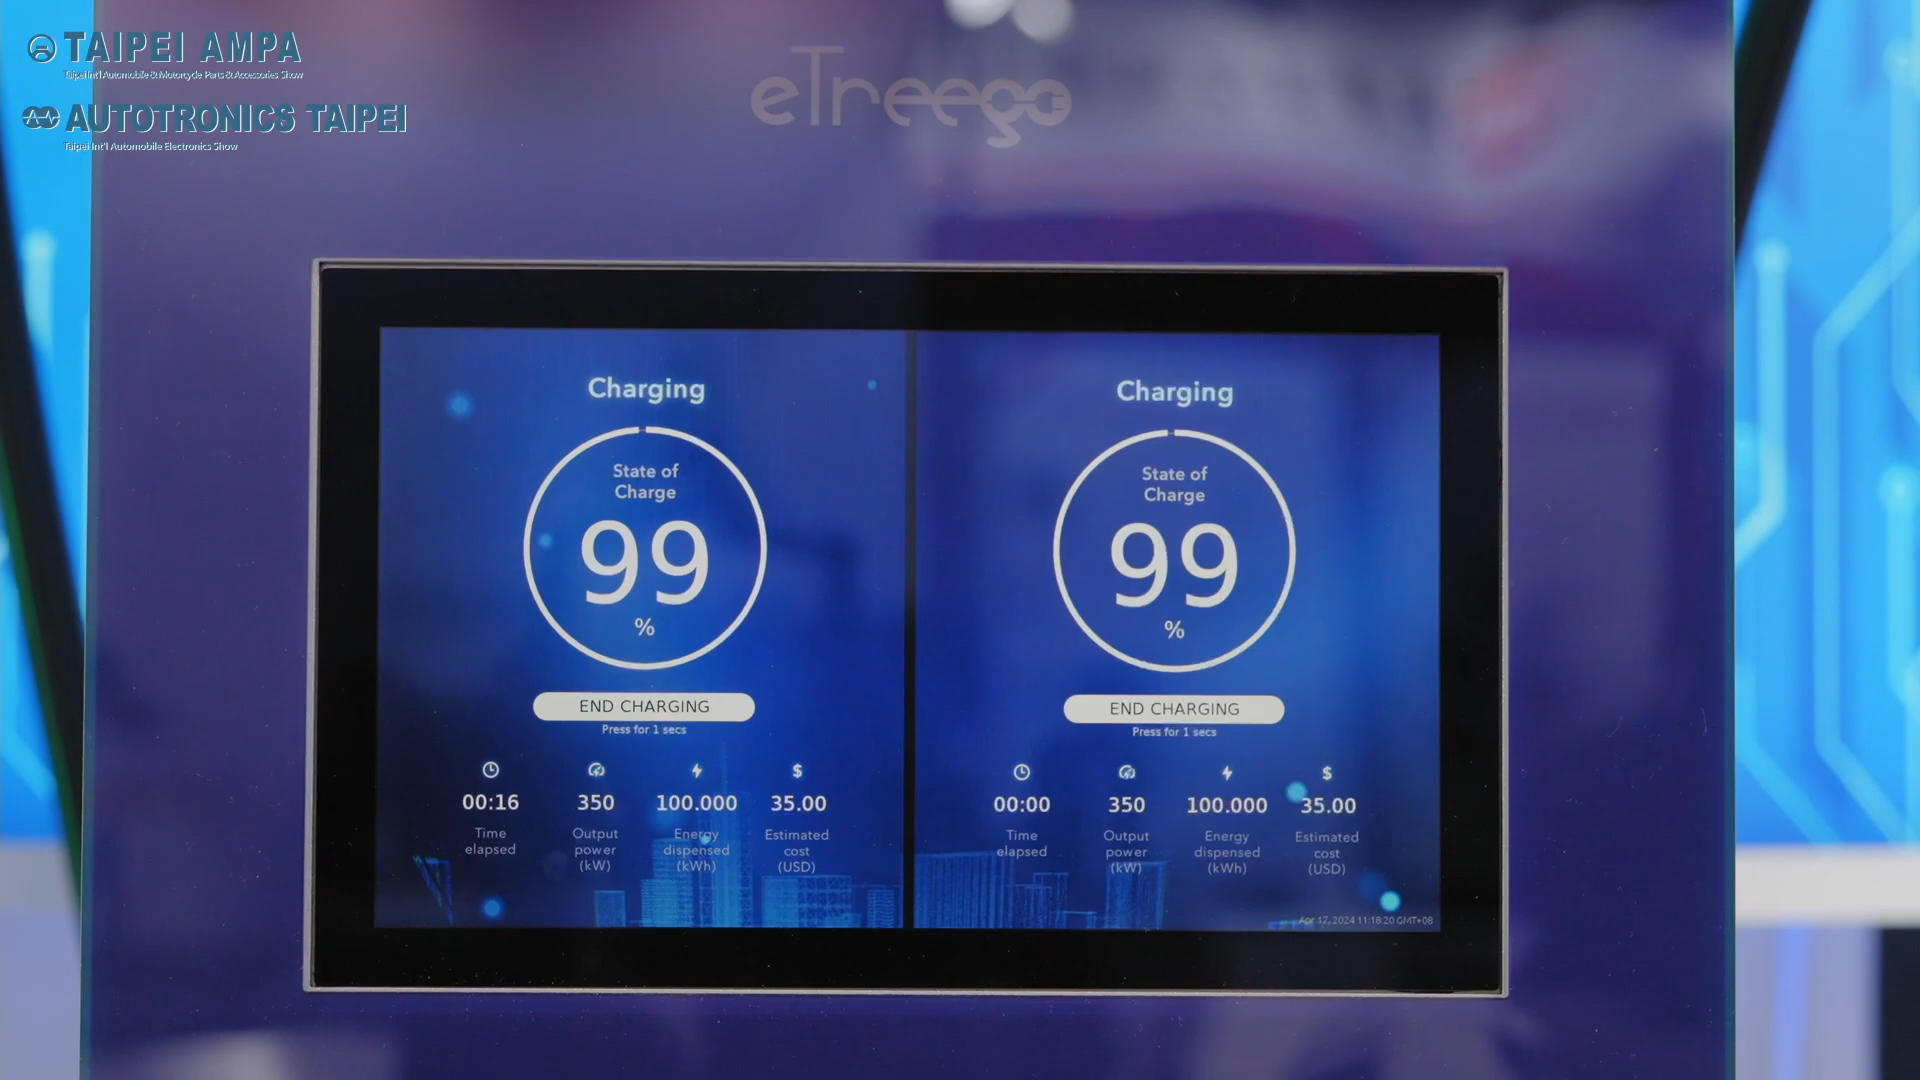 TAIPEI AMPA
Taipei Int'l Automobile & Motorcycle Parts & Accessories Show
AUTOTRONICS TAIPEI
Taipei Int'l Automobile Electronics Show
eTreego
Charging
State of
Charge
99
%
END CHARGING
Press for 1 secs
$
00:16 350 100.000 35.00
Time elapsed
Output power (kW)
Energy dispensed (kWh)
Estimated cost (USD)
Charging
State of
Charge
99
%
END CHARGING
Press for 1 secs
$
00:00 350 100.000 35.00
Time elapsed
Output power (kW)
Energy dispensed (kWh)
Estimated cost (USD)
Apr 17, 2024 11:18:20 GMT+08